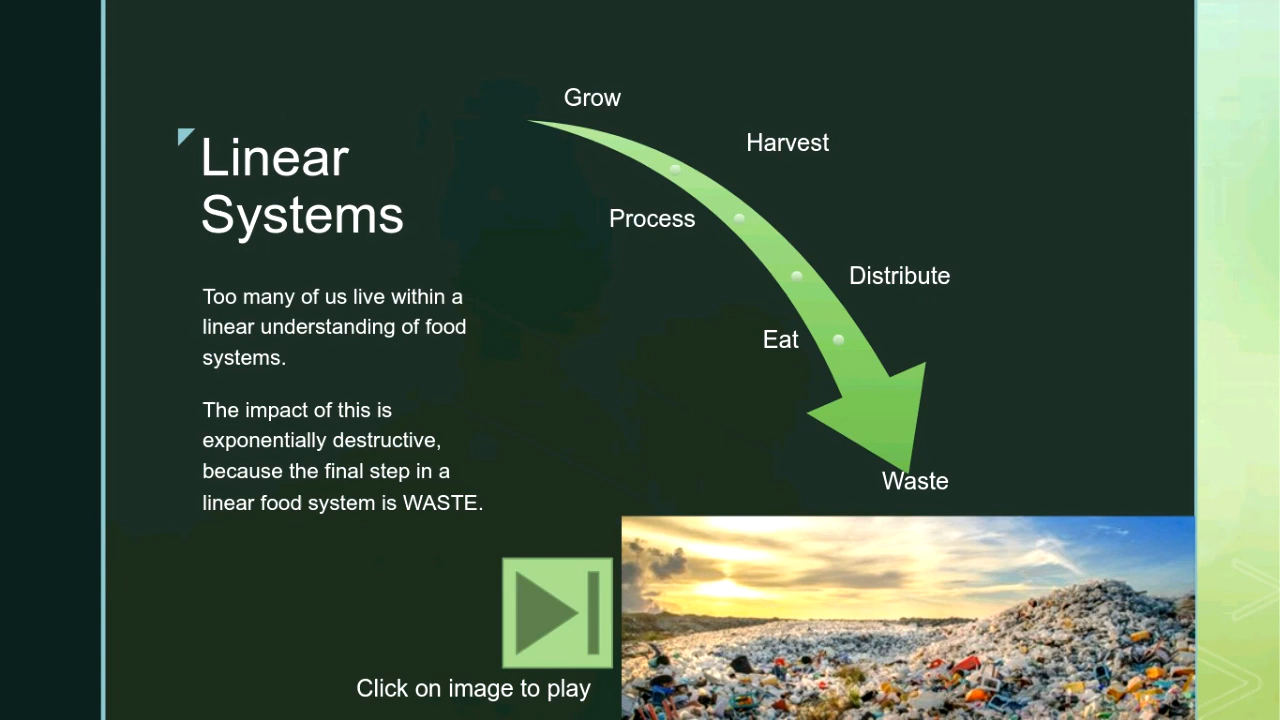 Linear
Systems
Too many of us live within a
linear understanding of food
systems.
The impact of this is
exponentially destructive,
because the final step in a
linear food system is WASTE.
Grow
Harvest
Process
Distribute
Eat
Waste
Click on image to play